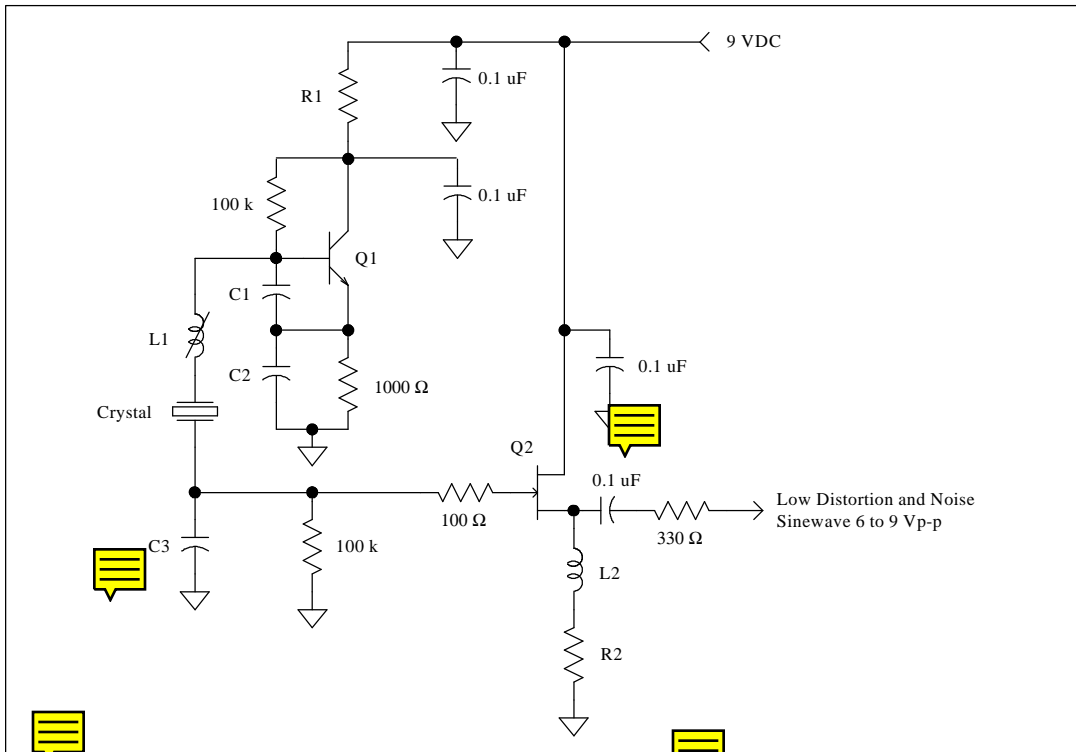 9 VDC
0.1 uF
R1
0.1 uF
100 k
Q1
C1
L1
0.1 uF
C2
1000 Ω
Crystal
Q2
0.1 uF
Low Distortion and Noise
Sinewave 6 to 9 Vp-p
100 Ω
330 Ω
C3
100 k
L2
R2